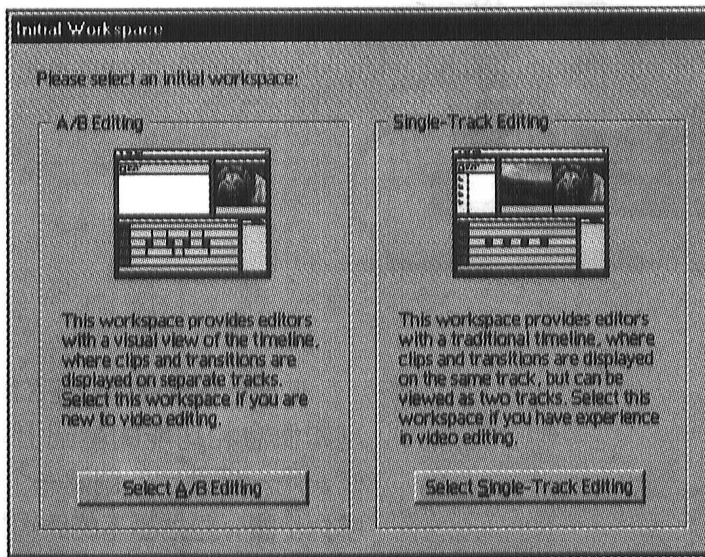 Initial Workspace
Please select an initial workspace:
A/B Editing
This workspace provides editors
with a visual view of the timeline,
where clips and transitions are
displayed on separate tracks.
Select this workspace if you are
new to video editing.
Select A/B Editing
Single-Track Editing
This workspace provides editors
with a traditional timeline, where
clips and transitions are displayed
on the same track, but can be
viewed as two tracks. Select this
workspace if you have experience
in video editing.
Select Single-Track Editing